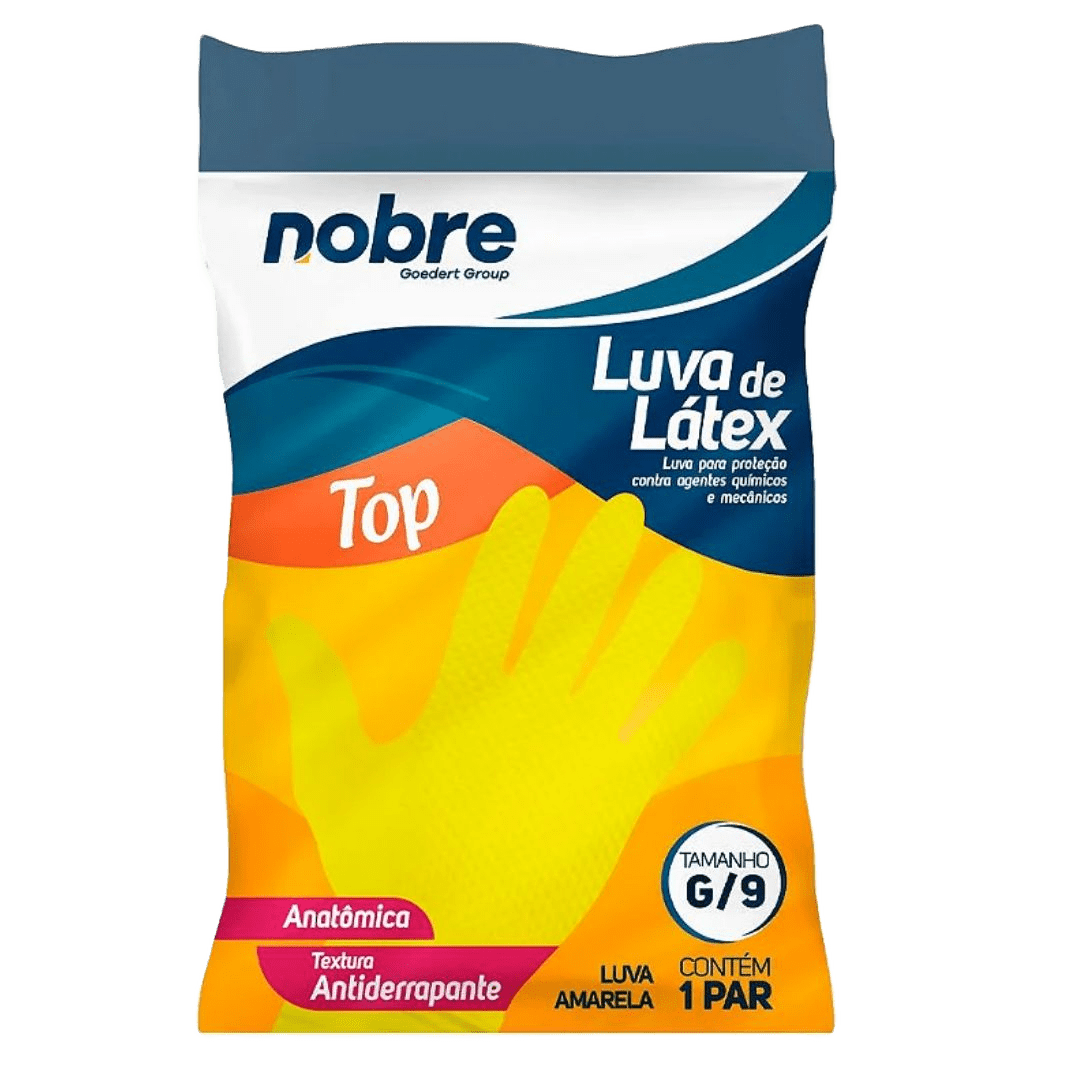 nobre
Goedert Group
Luva de
Látex
Luva para proteção
contra agentes químicos
e mecânicos
Top
Anatômica
Textura
Antiderrapante
TAMANHO
G/9
LUVA
AMARELA
CONTÉM
1 PAR